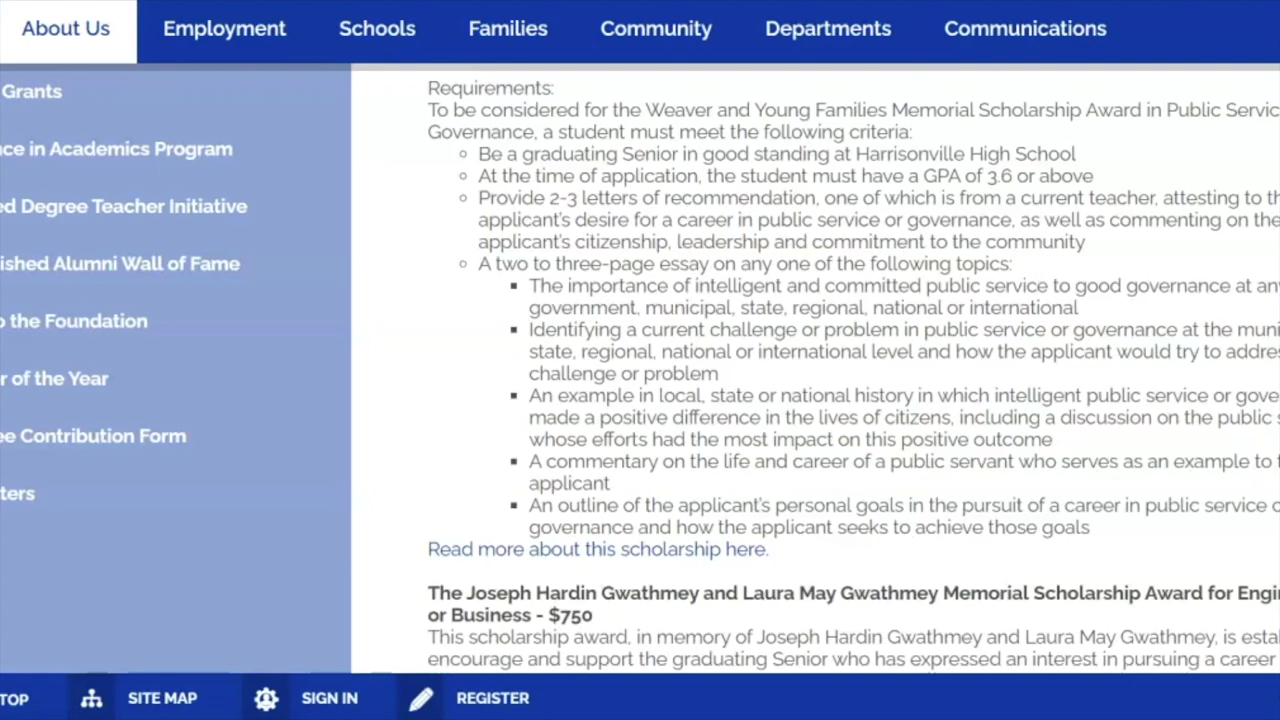 About Us Employment Schools Families Community Departments Communications
Grants
in Academics Program
Degree Teacher Initiative
Alumni Wall of Fame
the Foundation
of the Year
Contribution Form
Requirements:
To be considered for the Weaver and Young Families Memorial Scholarship Award in Public
Governance, a student must meet the following criteria:
Be a graduating Senior in good standing at Harrisonville High School
At the time of application, the student must have a GPA of 3.6 or above
Provide 2-3 letters of recommendation, one of which is from a current teacher, attesting to
applicant's desire for a career in public service or governance, as well as commenting on the
applicant's citizenship, leadership and commitment to the community
A two to three-page essay on any one of the following topics:
The importance of intelligent and committed public service to good governance at
government, municipal, state, regional, national or international
Identifying a current challenge or problem in public service or governance at the
state, regional, national or international level and how the applicant would try to
challenge or problem
An example in local, state or national history in which intelligent public service or
made a positive difference in the lives of citizens, including a discussion on the public
whose efforts had the most impact on this positive outcome
A commentary on the life and career of a public servant who serves as an example to
applicant
An outline of the applicant's personal goals in the pursuit of a career in public service
governance and how the applicant seeks to achieve those goals
Read more about this scholarship here.
The Joseph Hardin Gwathmey and Laura May Gwathmey Memorial Scholarship Award for
or Business - $750
This scholarship award, in memory of Joseph Hardin Gwathmey and Laura May Gwathmey, is
encourage and support the graduating Senior who has expressed an interest in pursuing a career
TOP SITE MAP SIGN IN REGISTER